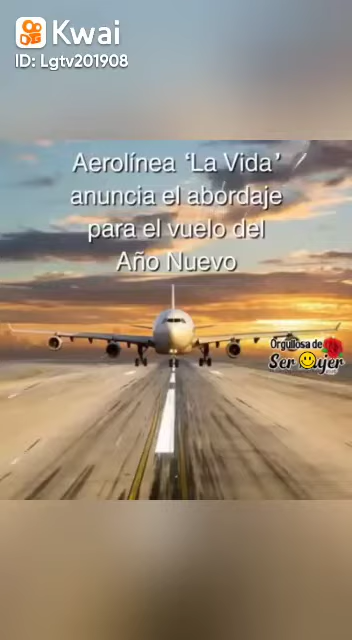 Kwai
ID: Lgtv201908
Aerolínea ‘La Vida’
anuncia el abordaje
para el vuelo del
Año Nuevo
Orgullosa de
Ser Mujer